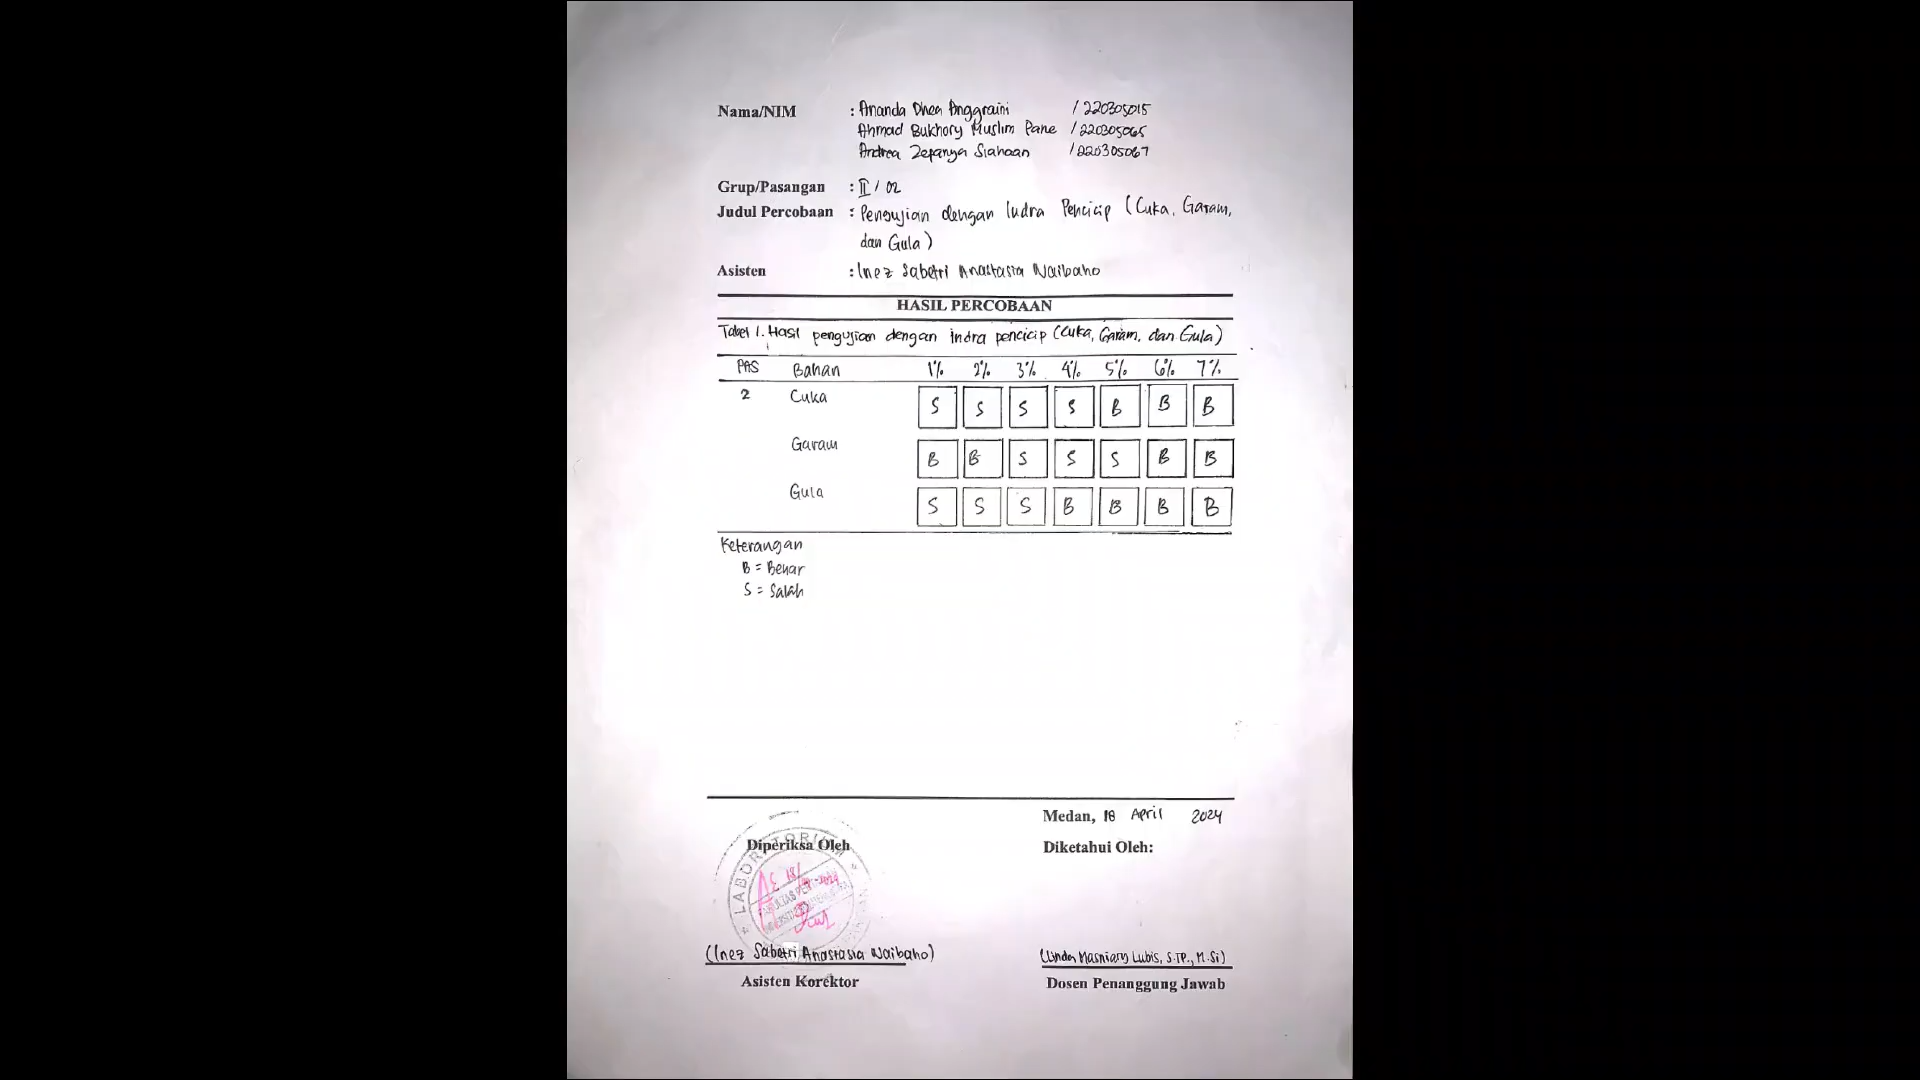 Nama/NIM : Ananda Dhea Anggraini / 220305015
Ahmad Bukhory Muslim Pane / 220305065
Andrea Zepanya Siahaan / 220305067
Grup/Pasangan : II / 02
Judul Percobaan : Pengujian dengan Indra Pencicip (Cuka, Garam,
dan Gula)
Asisten : Inez Sabetri Anastasia Naibaho
HASIL PERCOBAAN
Tabel 1. Hasil pengujian dengan indra pencicip (Cuka, Garam, dan Gula)
PAS Bahan 1% 2% 3% 4% 5% 6% 7%
2 Cuka S S S S B B B
Garam B B S S S B B
Gula S S S B B B B
Keterangan
B = Benar
S = Salah
Medan, 18 April 2024
Diperiksa Oleh
Diketahui Oleh:
LABORATORIUM
(Inez Sabetri Anastasia Naibaho)
(Linda Masniary Lubis, S.TP., M.Si)
Asisten Korektor
Dosen Penanggung Jawab